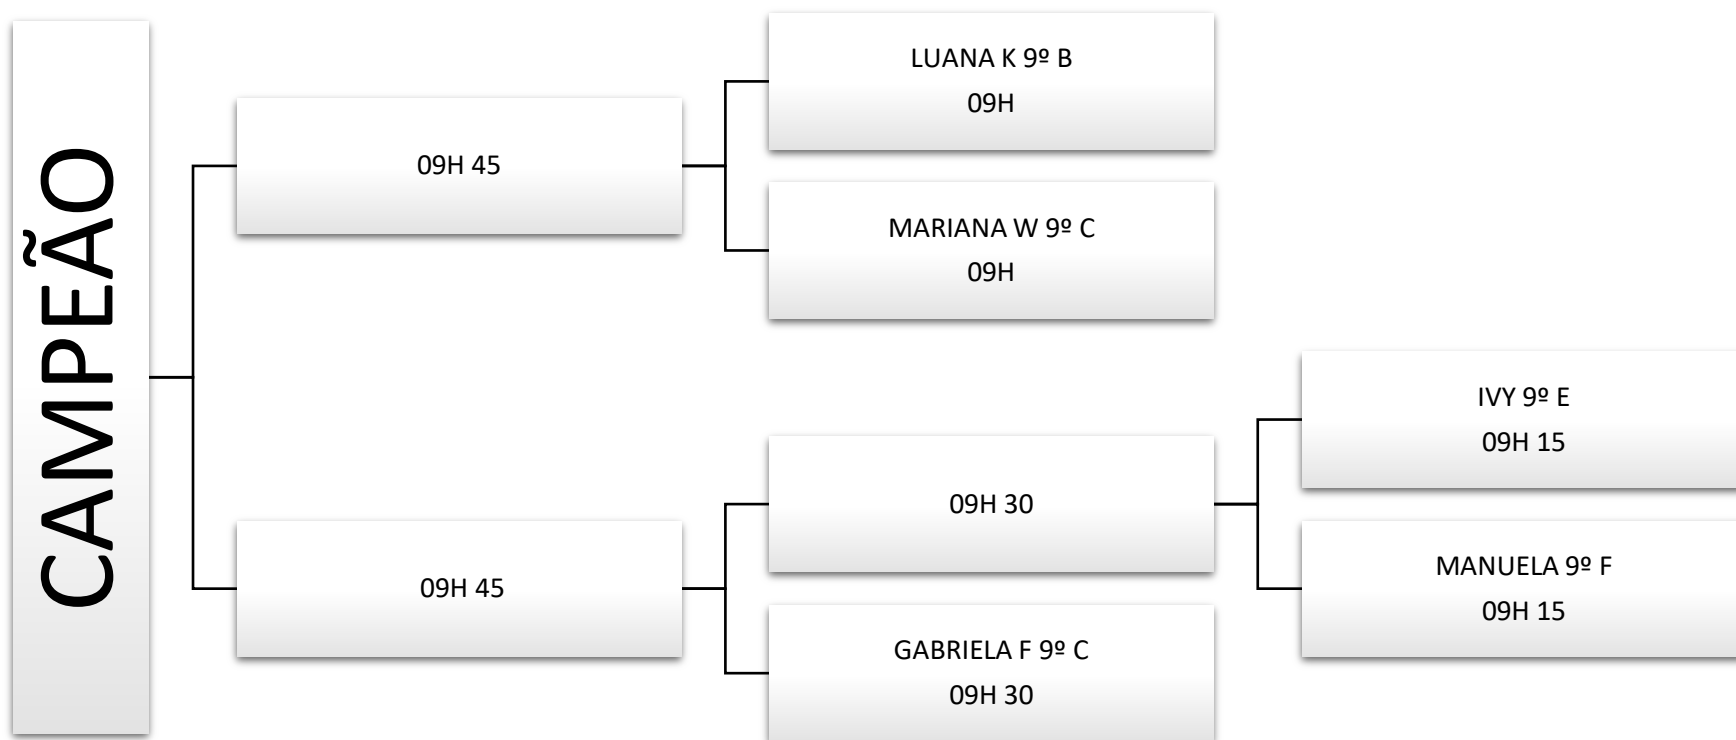 CAMPEÃO
09H 45
LUANA K 9º B
09H
MARIANA W 9º C
09H
09H 45
09H 30
IVY 9º E
09H 15
MANUELA 9º F
09H 15
GABRIELA F 9º C
09H 30